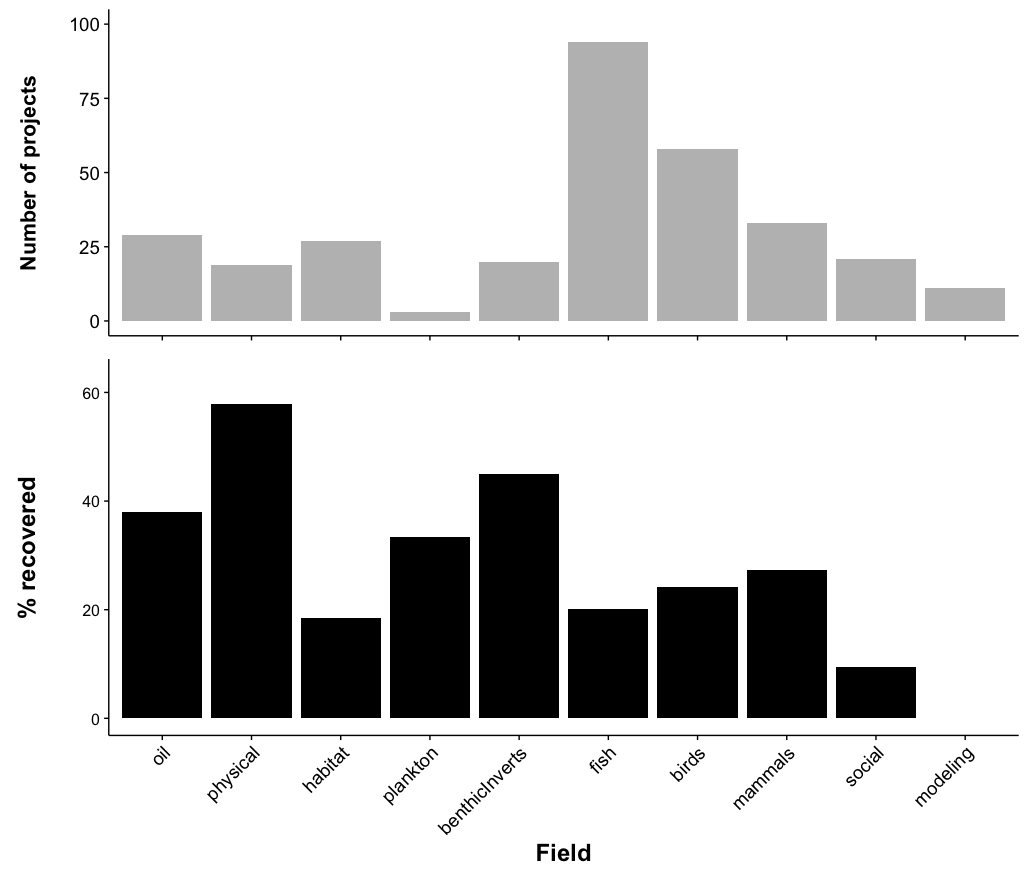 Number of projects
100
75
50
25
0
% recovered
60
40
20
0
oil
physical
habitat
plankton
benthicInverts
fish
birds
mammals
social
modeling
Field